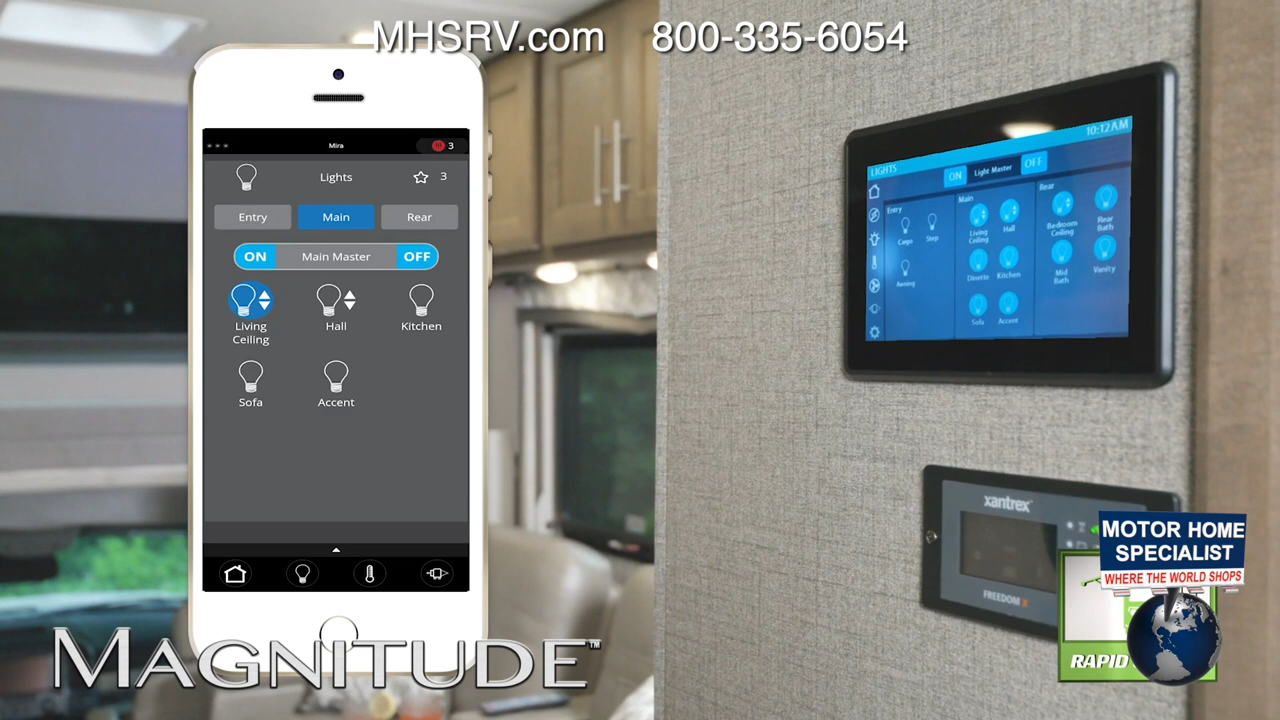 MHSRV.com 800-335-6054
Mira
3
Lights
3
Entry
Main
Rear
ON
Main Master
OFF
Living
Ceiling
Hall
Kitchen
Sofa
Accent
10:12AM
LIGHTS
ON
Light Master
OFF
Entry
Cargo
Step
Awning
Main
Living
Ceiling
Hall
Dinette
Kitchen
Sofa
Accent
Rear
Bedroom
Ceiling
Rear
Bath
Mid
Bath
Vanity
xantrex
FREEDOM X
MOTOR HOME
SPECIALIST
WHERE THE WORLD SHOPS
RAPID
MAGNITUDE™